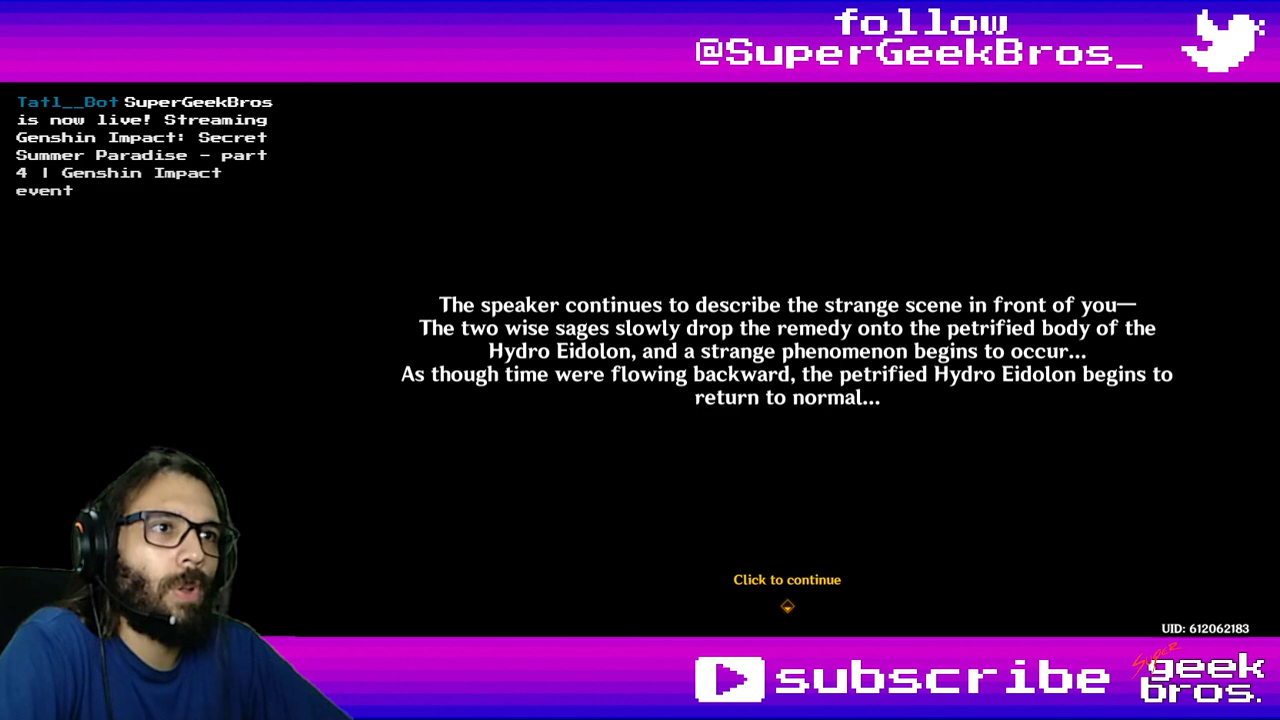 follow
@SuperGeekBros_
Tatl__Bot SuperGeekBros
is now live! Streaming
Genshin Impact: Secret
Summer Paradise - part
4 | Genshin Impact
event
The speaker continues to describe the strange scene in front of you—
The two wise sages slowly drop the remedy onto the petrified body of the
Hydro Eidolon, and a strange phenomenon begins to occur...
As though time were flowing backward, the petrified Hydro Eidolon begins to
return to normal...
Click to continue
UID: 612062183
subscribe
super
geek
bros.